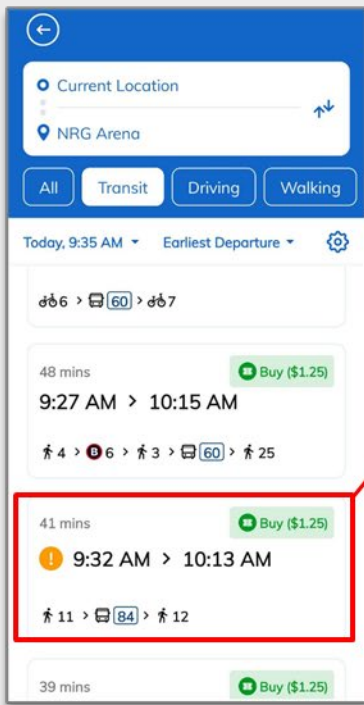 Current Location
NRG Arena
All Transit Driving Walking
Today, 9:35 AM Earliest Departure
6 > 60 > 7
48 mins Buy ($1.25)
9:27 AM > 10:15 AM
4 > B 6 > 3 > 60 > 25
41 mins Buy ($1.25)
! 9:32 AM > 10:13 AM
11 > 84 > 12
39 mins Buy ($1.25)